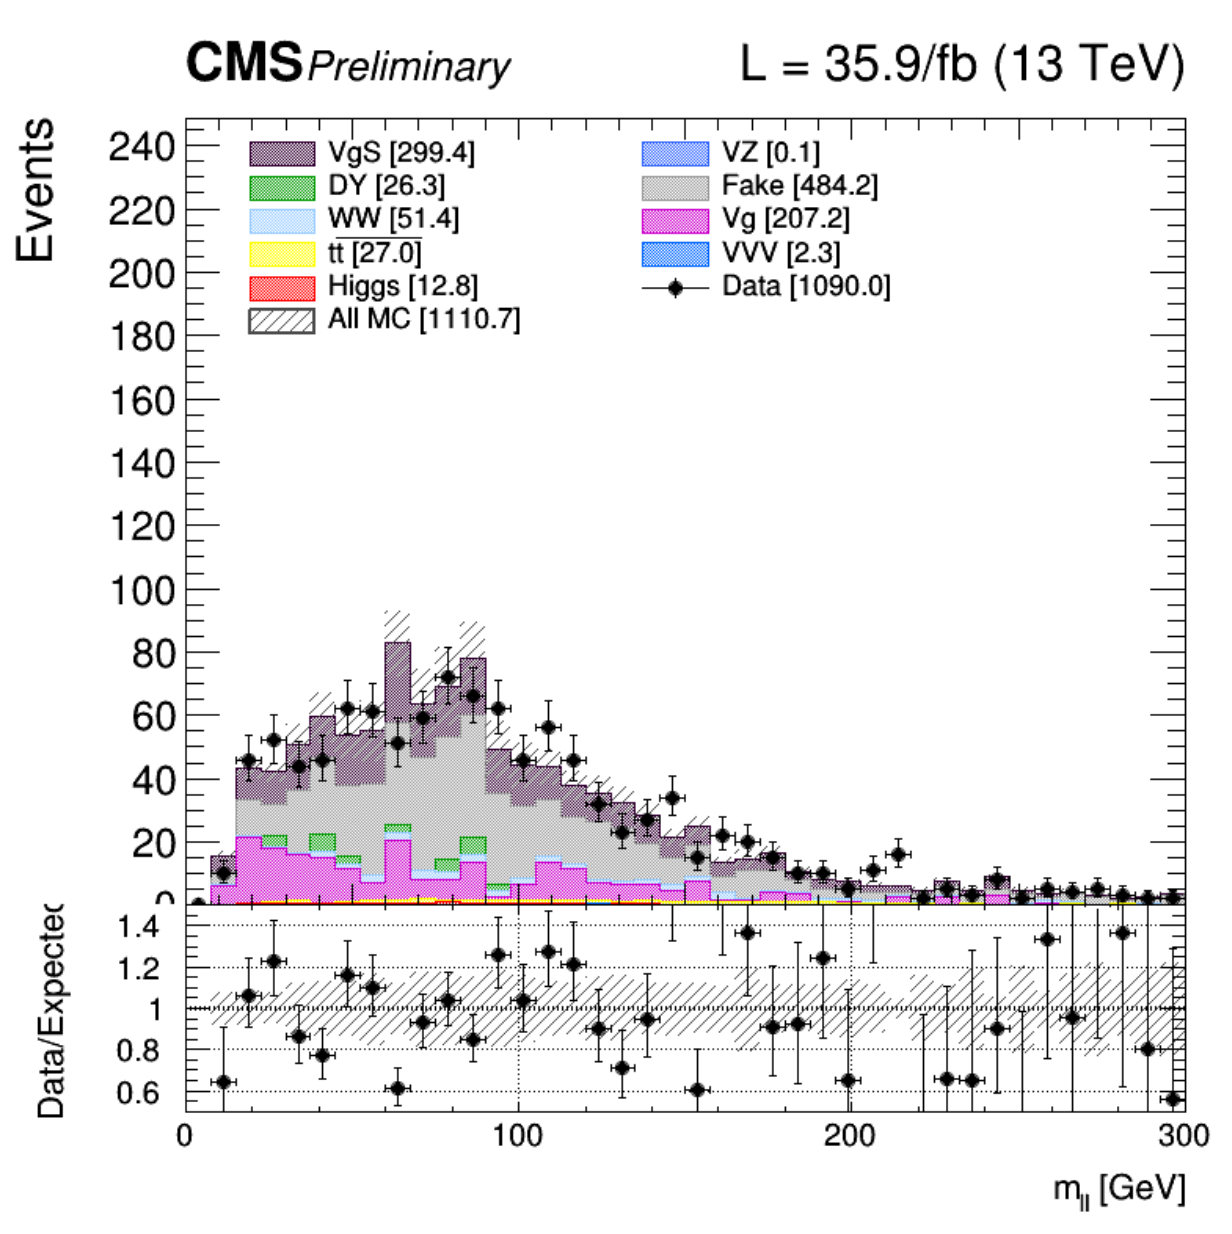 CMS Preliminary L = 35.9/fb (13 TeV)
Events
240
220
200
180
160
140
120
100
80
60
40
20
0
VgS [299.4]
DY [26.3]
WW [51.4]
tt̅ [27.0]
Higgs [12.8]
All MC [1110.7]
VZ [0.1]
Fake [484.2]
Vg [207.2]
VVV [2.3]
Data [1090.0]
Data/Expected
1.4
1.2
1
0.8
0.6
0 100 200 300
m_ll [GeV]